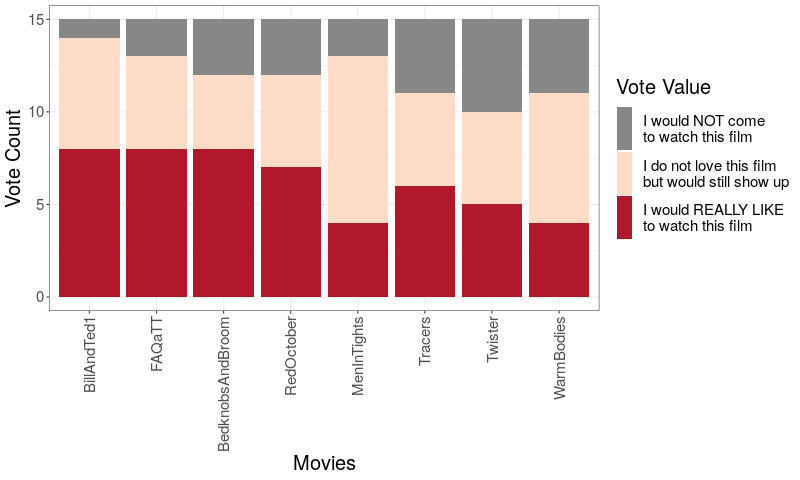 Vote Count
15
10
5
0
BillAndTed1
FAQaTT
BedknobsAndBroom
RedOctober
MenInTights
Tracers
Twister
WarmBodies
Movies
Vote Value
I would NOT come
to watch this film
I do not love this film
but would still show up
I would REALLY LIKE
to watch this film